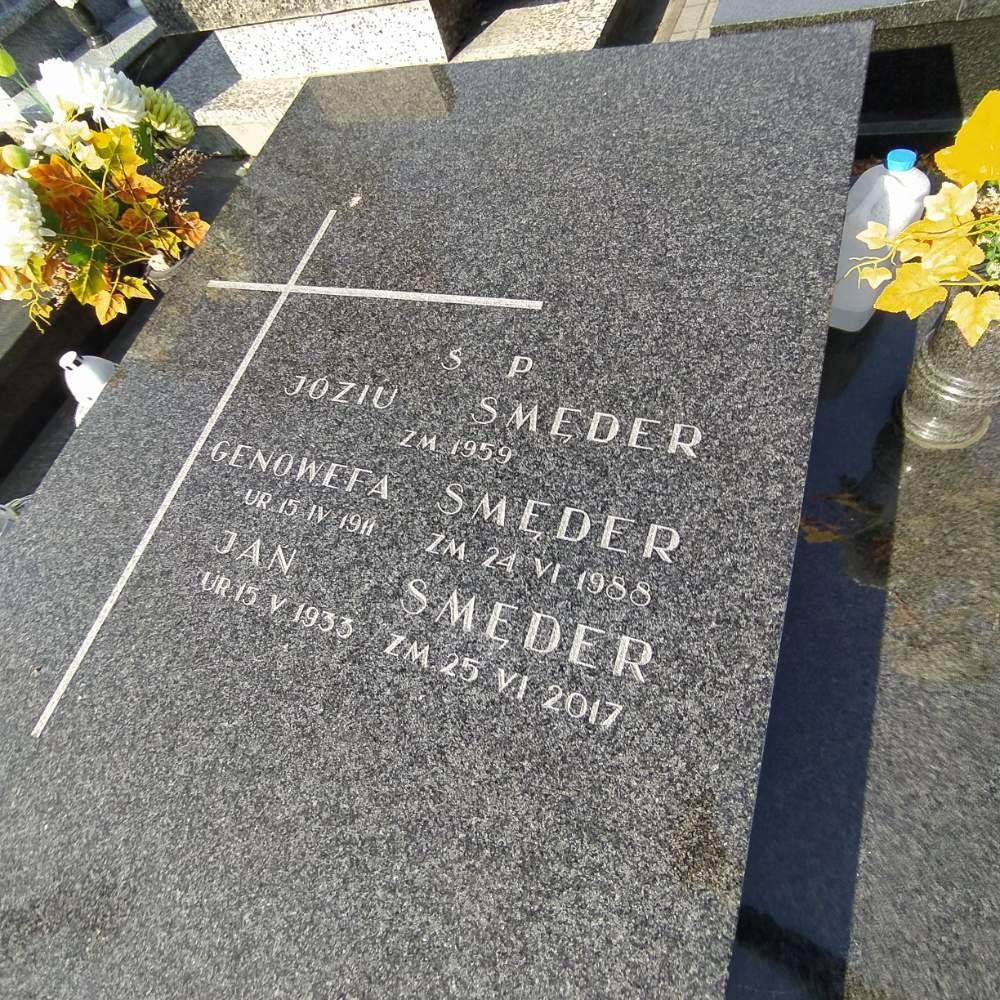 S P
JOZIU SMĘDER
ZM. 1959
GENOWEFA SMĘDER
UR. 15 IV 1911 ZM. 24 VI 1988
JAN SMĘDER
UR. 15 V 1933 ZM. 25 VI 2017